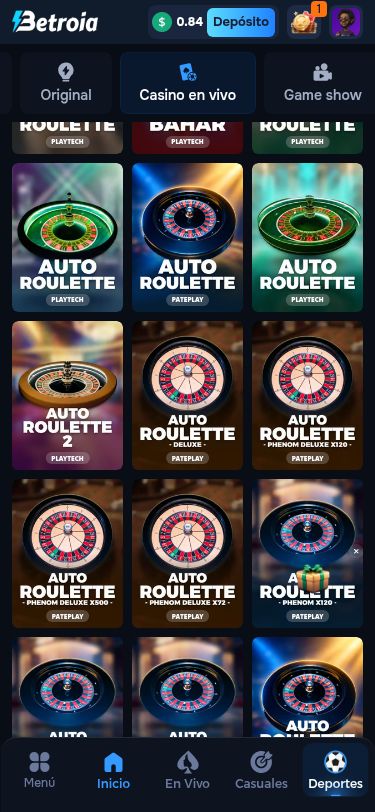 Betroia
$ 0.84 Depósito
1
Original
Casino en vivo
Game show
ROULETTE
PLAYTECH
BAHAR
PLAYTECH
ROULETTE
PLAYTECH
AUTO
ROULETTE
PLAYTECH
AUTO
ROULETTE
PATEPLAY
AUTO
ROULETTE
PLAYTECH
AUTO
ROULETTE
2
PLAYTECH
AUTO
ROULETTE
- DELUXE -
PATEPLAY
AUTO
ROULETTE
- PHENOM DELUXE X120 -
PATEPLAY
AUTO
ROULETTE
- PHENOM DELUXE X500 -
PATEPLAY
AUTO
ROULETTE
- PHENOM DELUXE X72 -
PATEPLAY
×
ROULETTE
- PHENOM X120 -
PATEPLAY
AUTO
AUTO
Menú
Inicio
En Vivo
Casuales
Deportes